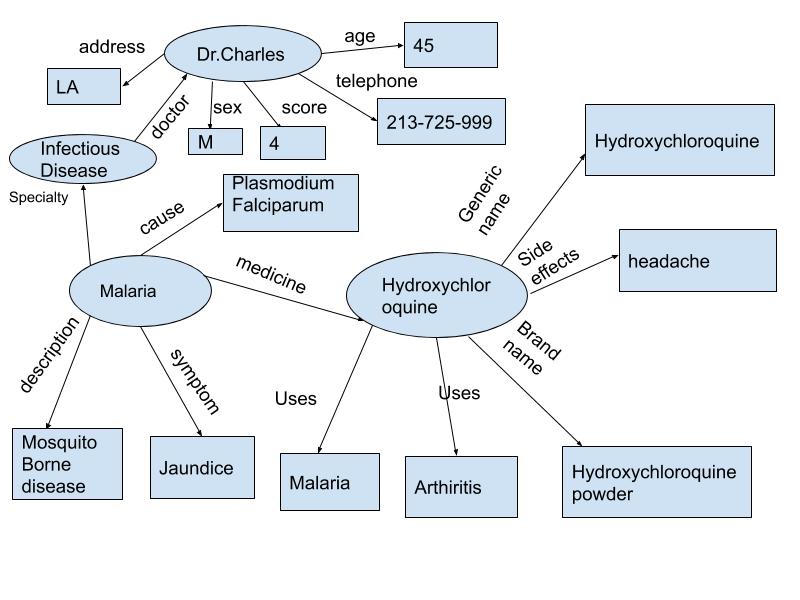 address
Dr.Charles
age
45
LA
telephone
doctor
sex
score
213-725-999
M
4
Infectious
Disease
Hydroxychloroquine
Specialty
Plasmodium
Falciparum
cause
Generic
name
medicine
Side
effects
headache
Malaria
Hydroxychlor
oquine
description
symptom
Brand
name
Uses
Uses
Mosquito
Borne
disease
Jaundice
Malaria
Arthiritis
Hydroxychloroquine
powder